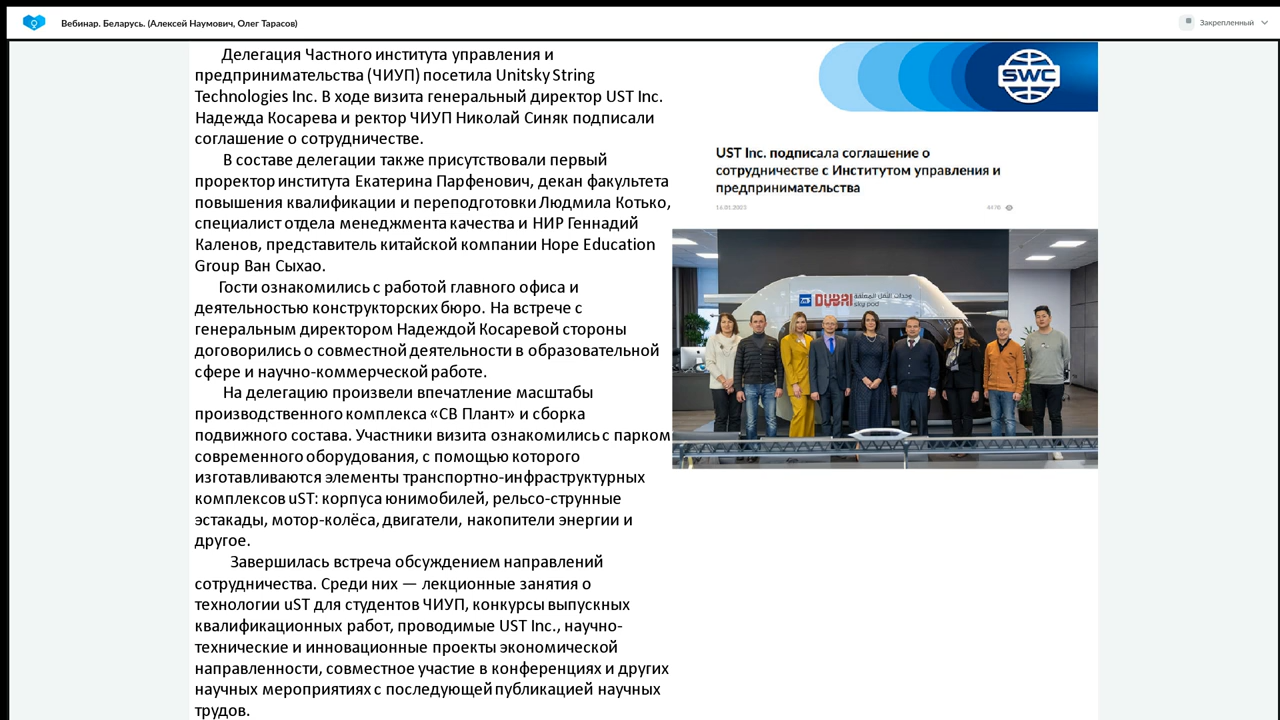 Вебинар. Беларусь. (Алексей Наумович, Олег Тарасов)
Закрепленный
Делегация Частного института управления и
предпринимательства (ЧИУП) посетила Unitsky String
Technologies Inc. В ходе визита генеральный директор UST Inc.
Надежда Косарева и ректор ЧИУП Николай Синяк подписали
соглашение о сотрудничестве.
В составе делегации также присутствовали первый
проректор института Екатерина Парфенович, декан факультета
повышения квалификации и переподготовки Людмила Котько,
специалист отдела менеджмента качества и НИР Геннадий
Каленов, представитель китайской компании Hope Education
Group Ван Сыхао.
Гости ознакомились с работой главного офиса и
деятельностью конструкторских бюро. На встрече с
генеральным директором Надеждой Косаревой стороны
договорились о совместной деятельности в образовательной
сфере и научно-коммерческой работе.
На делегацию произвели впечатление масштабы
производственного комплекса «СВ Плант» и сборка
подвижного состава. Участники визита ознакомились с парком
современного оборудования, с помощью которого
изготавливаются элементы транспортно-инфраструктурных
комплексов uST: корпуса юнимобилей, рельсо-струнные
эстакады, мотор-колёса, двигатели, накопители энергии и
другое.
Завершилась встреча обсуждением направлений
сотрудничества. Среди них — лекционные занятия о
технологии uST для студентов ЧИУП, конкурсы выпускных
квалификационных работ, проводимые UST Inc., научно-
технические и инновационные проекты экономической
направленности, совместное участие в конференциях и других
научных мероприятиях с последующей публикацией научных
трудов.
SWC
UST Inc. подписала соглашение о
сотрудничестве с Институтом управления и
предпринимательства
DUBAI
sky pod